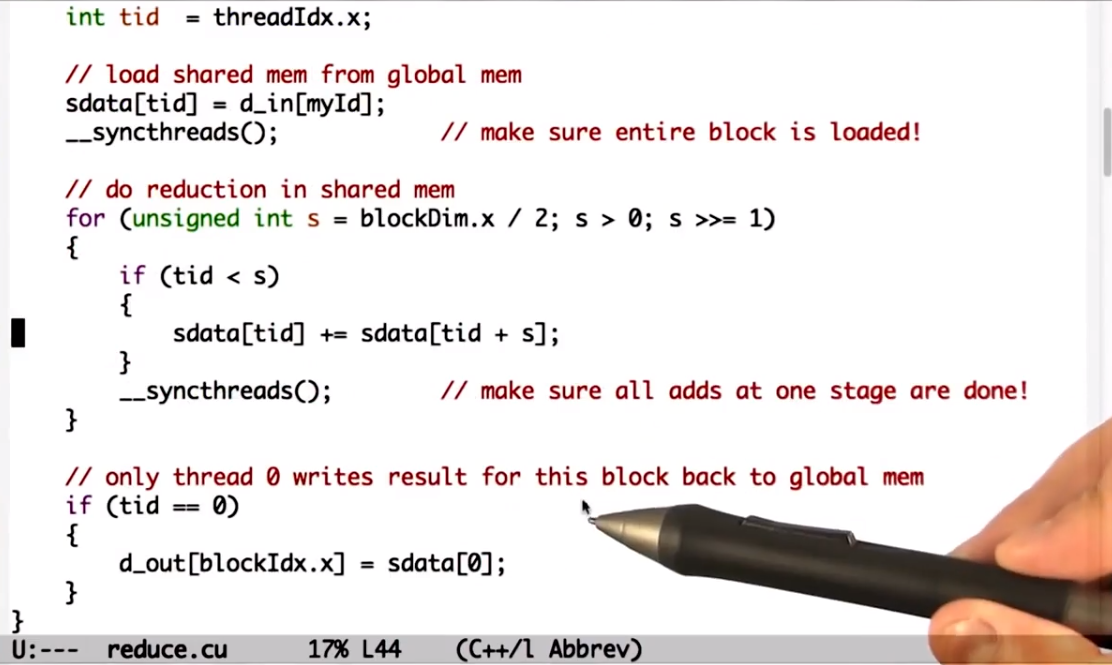 int tid  = threadIdx.x;
// load shared mem from global mem
sdata[tid] = d_in[myId];
__syncthreads();            // make sure entire block is loaded!
// do reduction in shared mem
for (unsigned int s = blockDim.x / 2; s > 0; s >>= 1)
{
if (tid < s)
{
sdata[tid] += sdata[tid + s];
}
__syncthreads();        // make sure all adds at one stage are done!
}
// only thread 0 writes result for this block back to global mem
if (tid == 0)
{
d_out[blockIdx.x] = sdata[0];
}
}
U:---  reduce.cu      17% L44    (C++/l Abbrev)